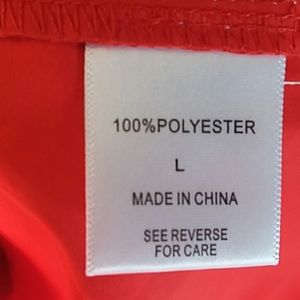 100%POLYESTER
L
MADE IN CHINA
SEE REVERSE
FOR CARE